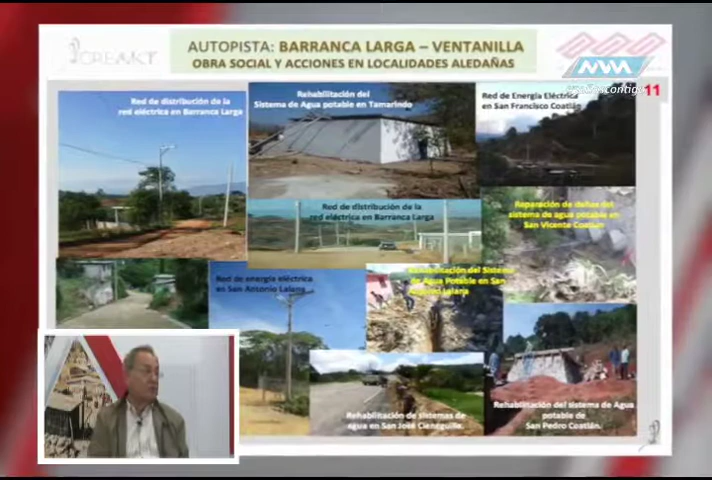 CREAKT
AUTOPISTA: BARRANCA LARGA – VENTANILLA
OBRA SOCIAL Y ACCIONES EN LOCALIDADES ALEDAÑAS
11
Red de distribución de la
red eléctrica en Barranca Larga
Rehabilitación del
Sistema de Agua potable en Tamarindo
Red de Energía Eléctrica
en San Francisco Coatlán
Red de distribución de la
red eléctrica en Barranca Larga
Reparación de daños del
sistema de agua potable en
San Vicente Coatlán
Red de energía eléctrica
en San Antonio Lalana
Rehabilitación del Sistema
de Agua Potable en San
Lalana
Rehabilitación de sistemas de
agua en San José Cieneguilla.
Rehabilitación del sistema de Agua
potable de
San Pedro Coatlán.